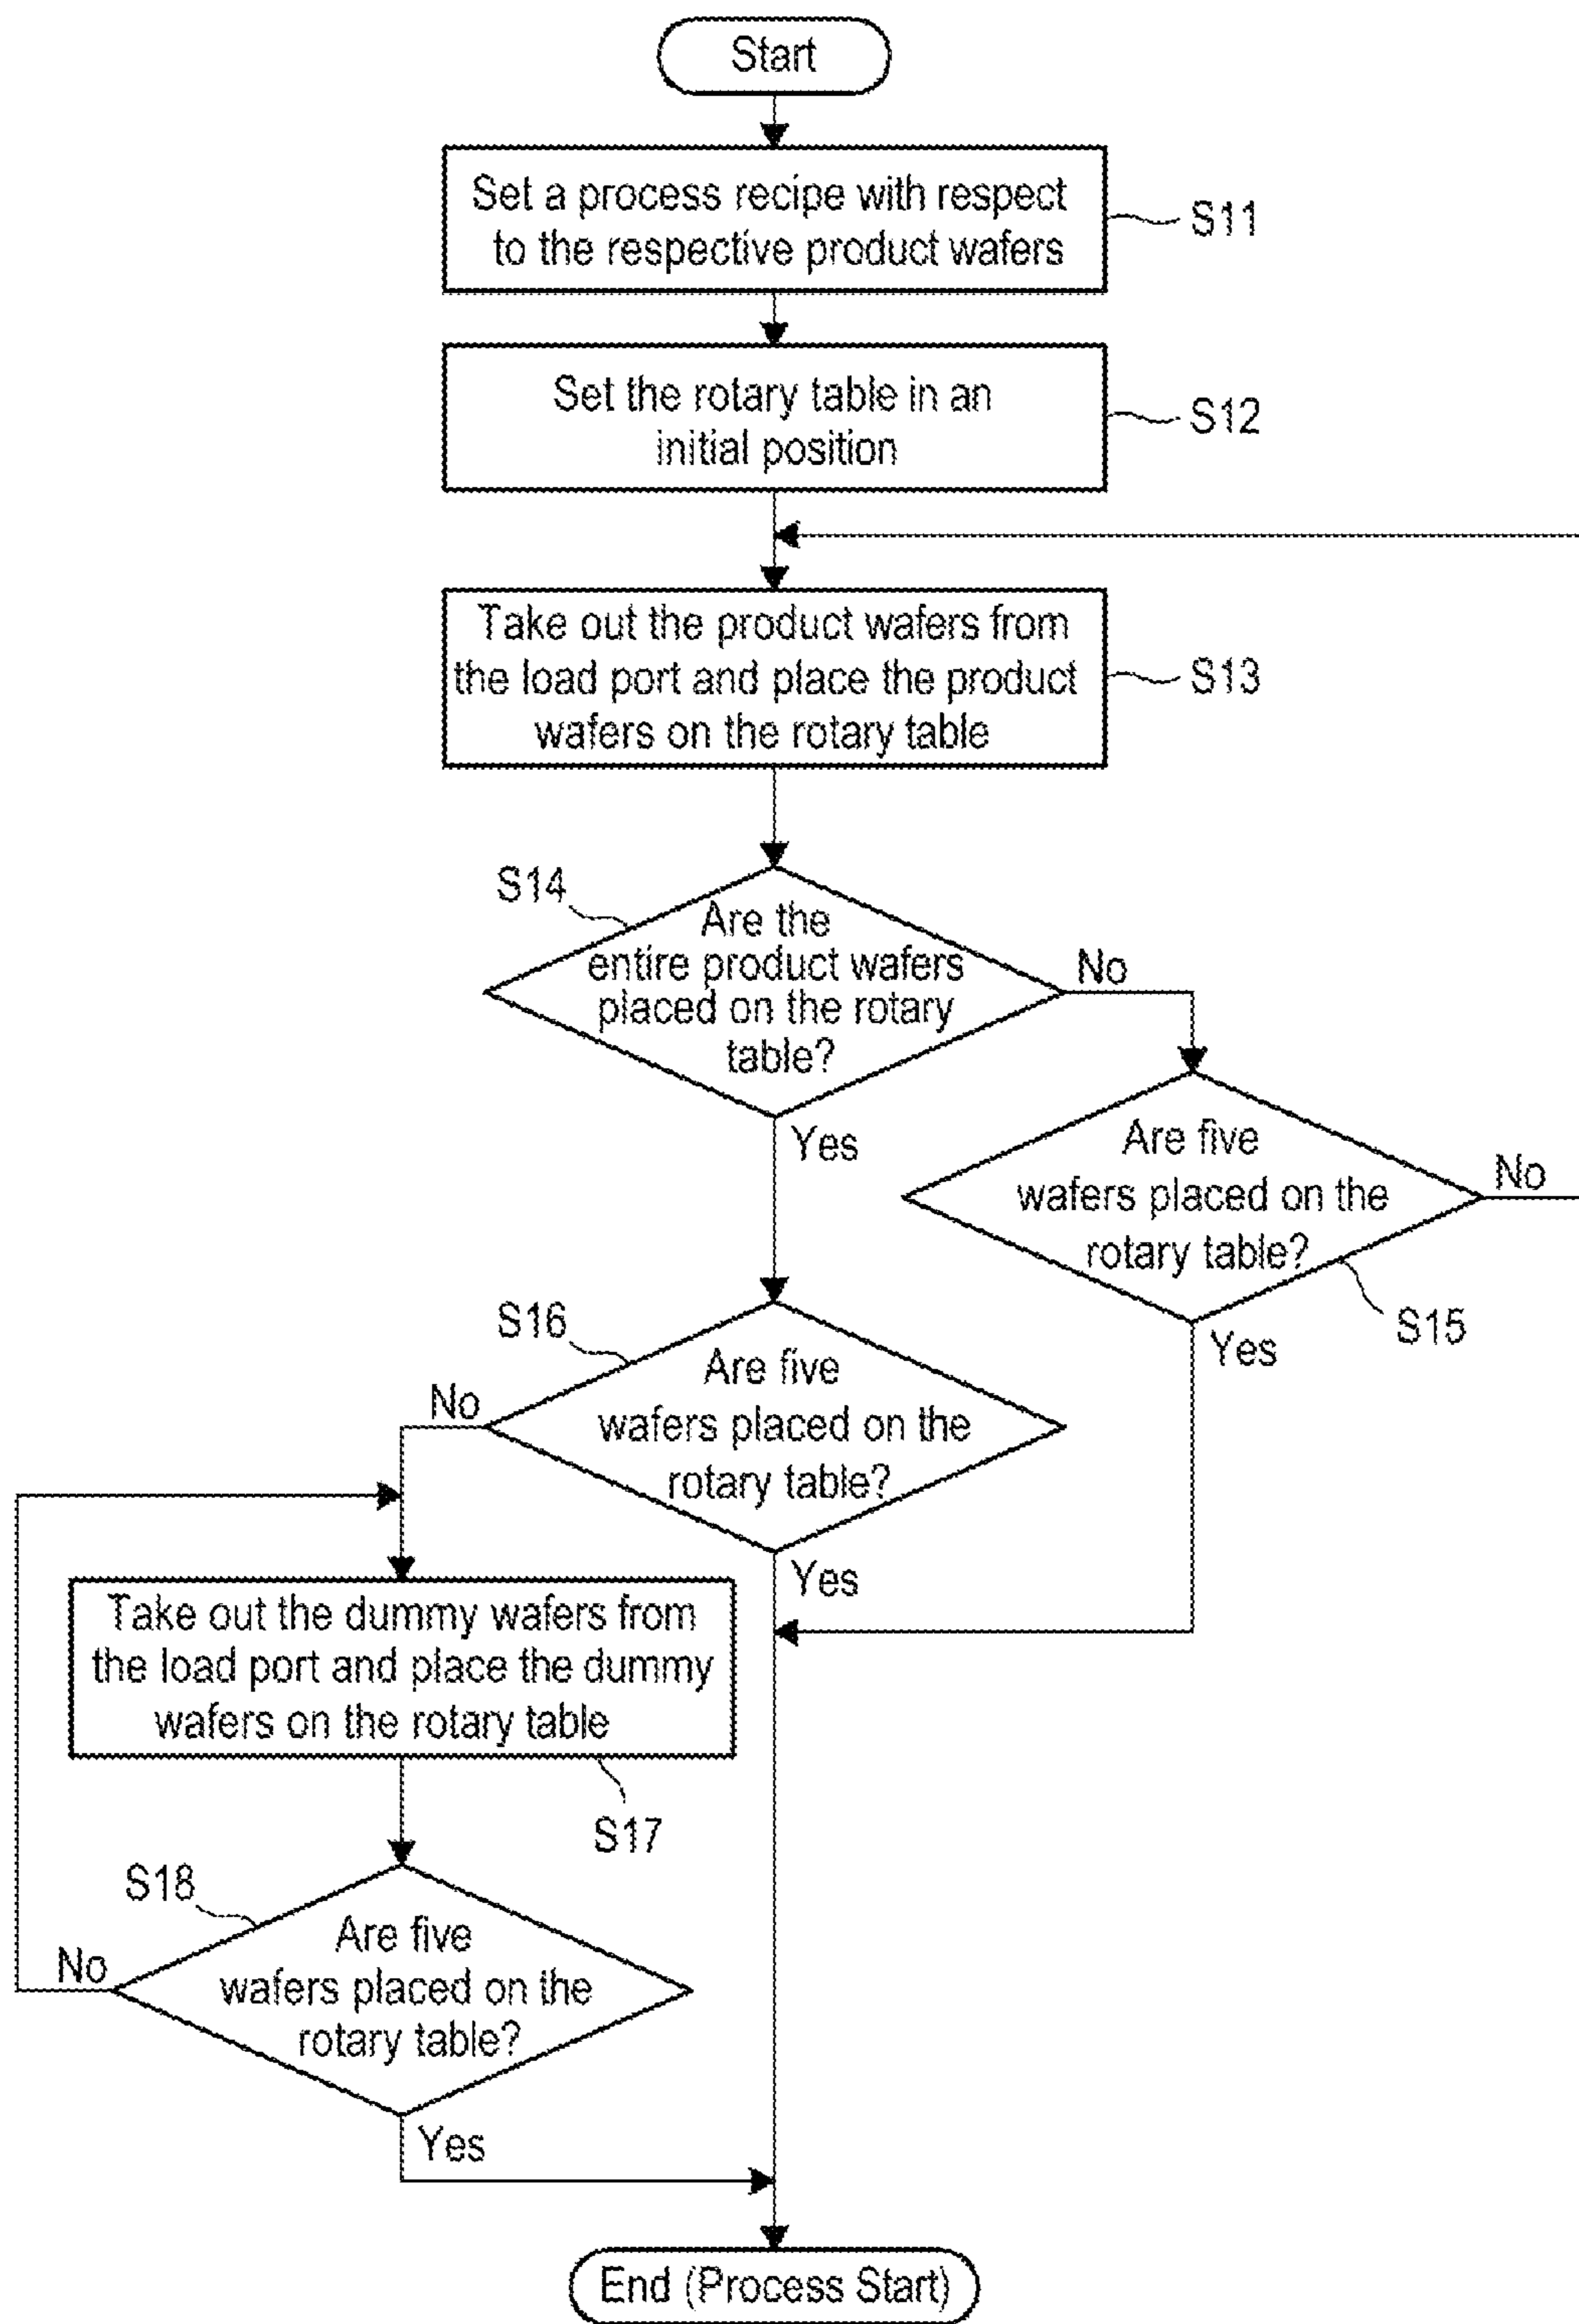 Start
Set a process recipe with respect
to the respective product wafers
S11
Set the rotary table in an
initial position
S12
Take out the product wafers from
the load port and place the product
wafers on the rotary table
S13
S14
Are the
entire product wafers
placed on the rotary
table?
No
Yes
Are five
wafers placed on the
rotary table?
No
S15
Yes
S16
Are five
wafers placed on the
rotary table?
No
Yes
Take out the dummy wafers from
the load port and place the dummy
wafers on the rotary table
S17
S18
Are five
wafers placed on the
rotary table?
No
Yes
End (Process Start)